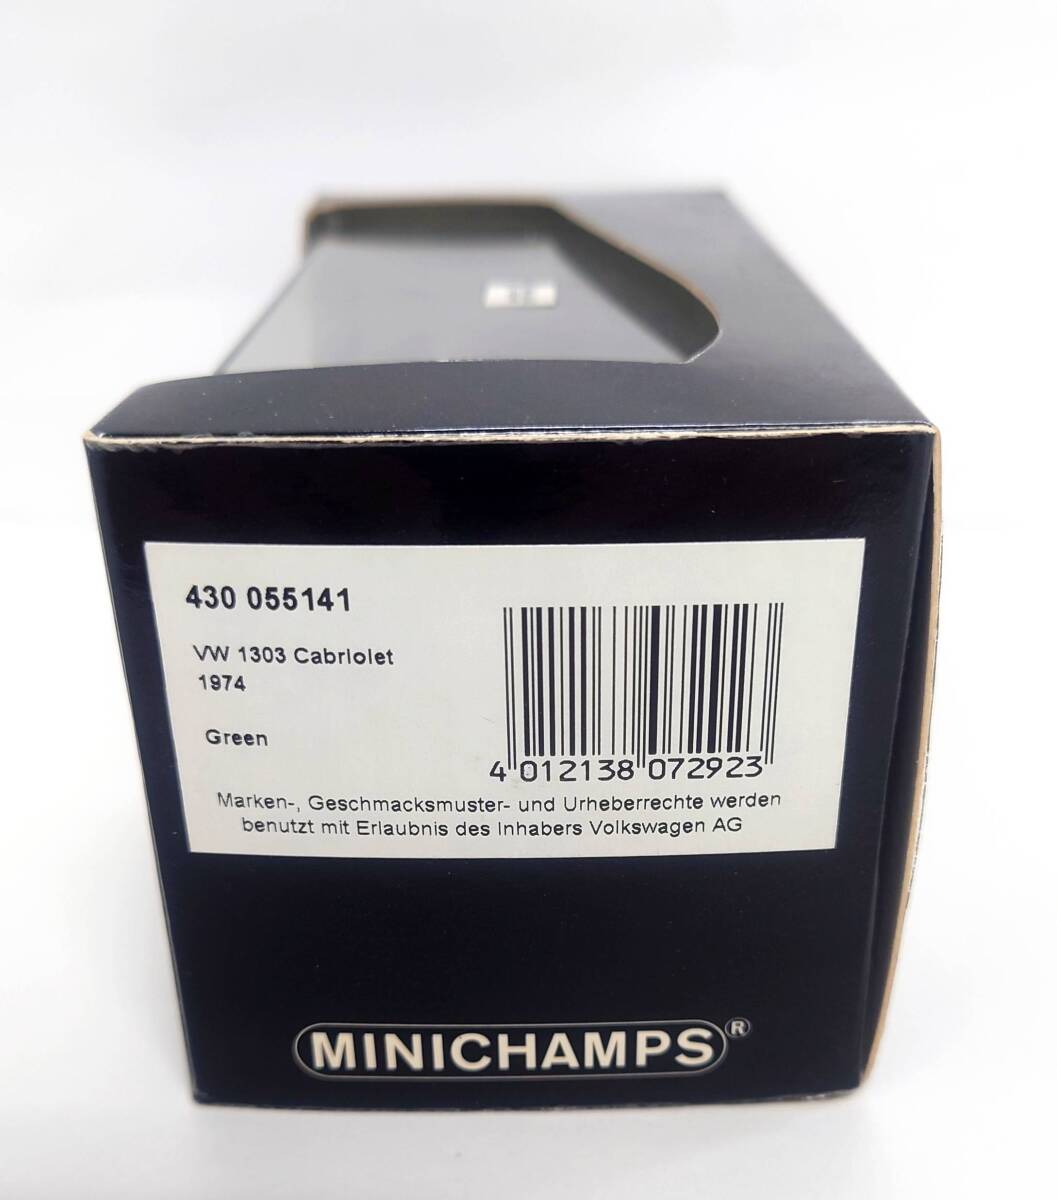 430 055141
VW 1303 Cabriolet
1974
Green
4 012138 072923
Marken-, Geschmacksmuster- und Urheberrechte werden
benutzt mit Erlaubnis des Inhabers Volkswagen AG
MINICHAMPS®